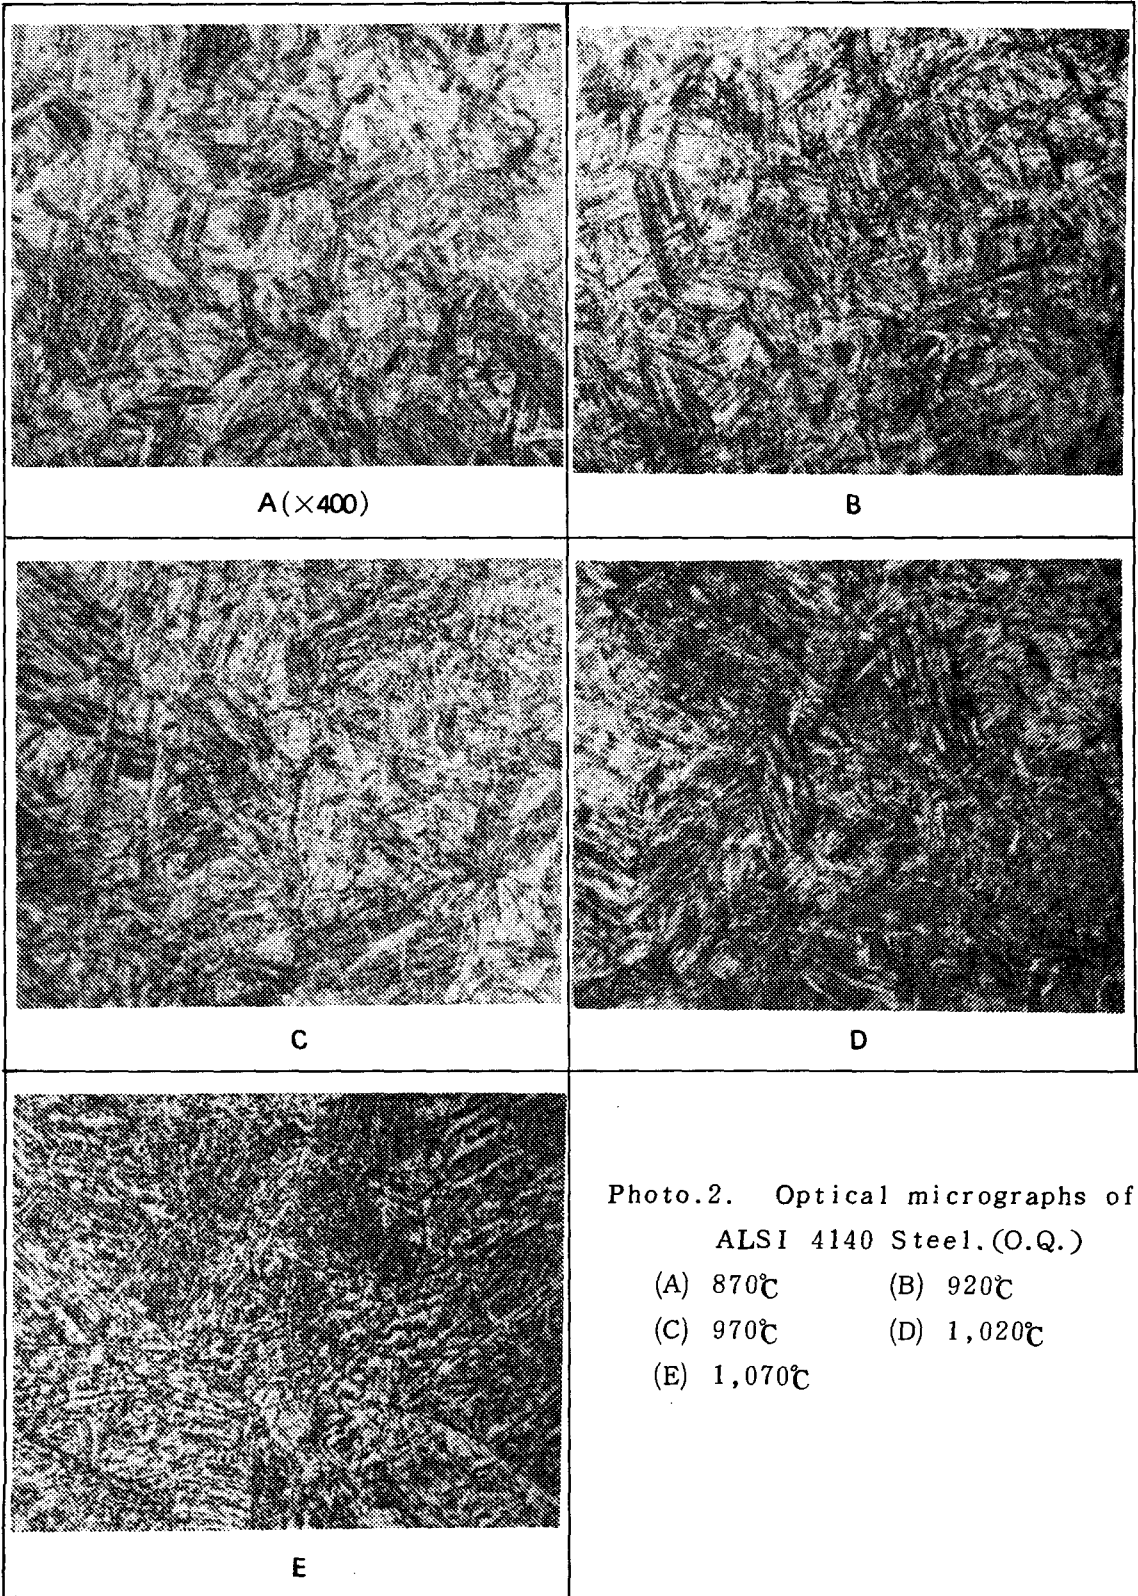 A(×400)
B
C
D
E
Photo.2. Optical micrographs of
ALSI 4140 Steel.(O.Q.)
(A) 870℃ (B) 920℃
(C) 970℃ (D) 1,020℃
(E) 1,070℃